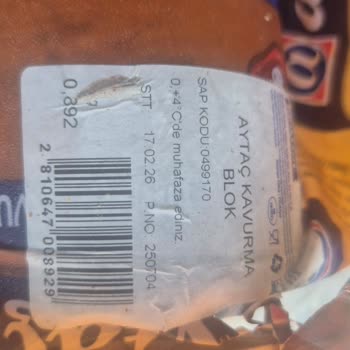 AYTAÇ KAVURMA
BLOK
SAP KODU:0499170
0,+4°C'de muhafaza ediniz.
STT 17.02.26 P.NO 250704
0,892
2 810647 008929